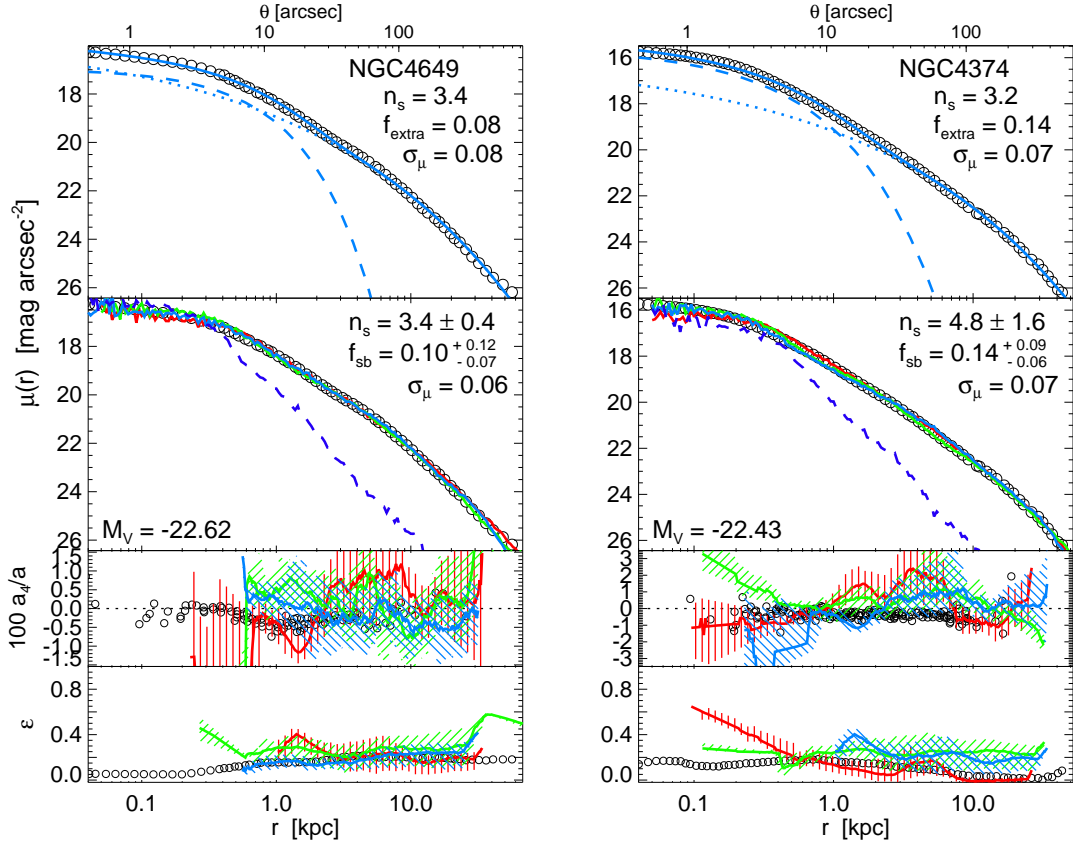 θ [arcsec]
1 10 100
NGC4649
n_s = 3.4
f_extra = 0.08
σ_μ = 0.08
18
20
22
24
26
n_s = 3.4 ± 0.4
f_sb = 0.10 +0.12 -0.07
σ_μ = 0.06
18
20
22
24
26
M_V = -22.62
μ(r) [mag arcsec⁻²]
1.5
1.0
0.5
0.0
-0.5
-1.0
-1.5
100 a₄/a
0.8
0.4
0.0
ε
0.1 1.0 10.0
r [kpc]
θ [arcsec]
1 10 100
NGC4374
n_s = 3.2
f_extra = 0.14
σ_μ = 0.07
16
18
20
22
24
26
n_s = 4.8 ± 1.6
f_sb = 0.14 +0.09 -0.06
σ_μ = 0.07
16
18
20
22
24
26
M_V = -22.43
3
2
1
0
-1
-2
-3
0.8
0.4
0.0
0.1 1.0 10.0
r [kpc]